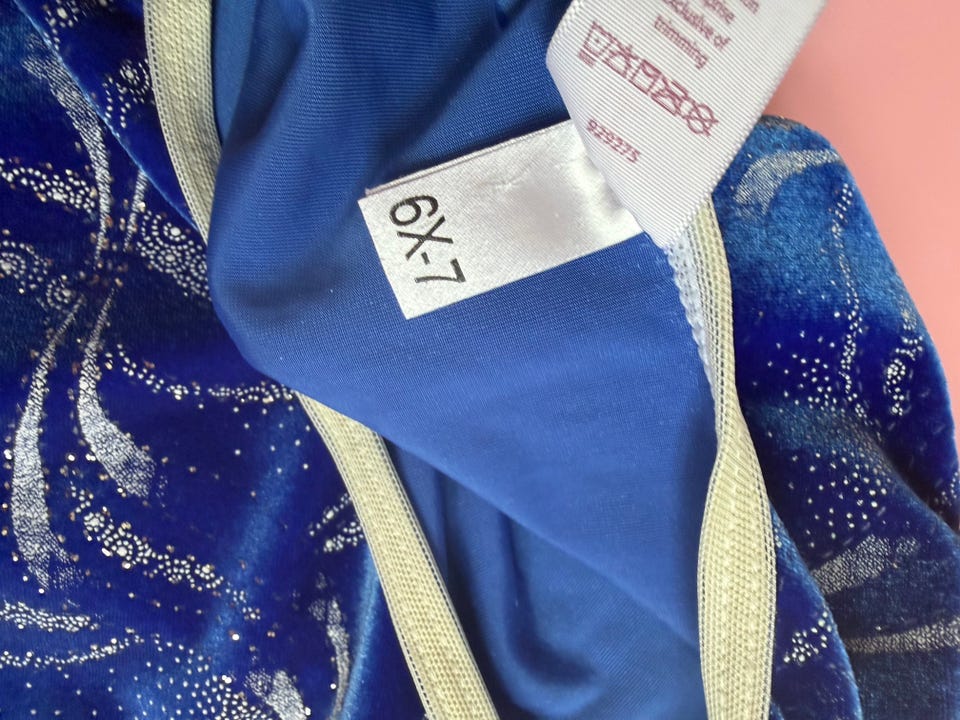 exclusive of
trimming
929275
6X-7